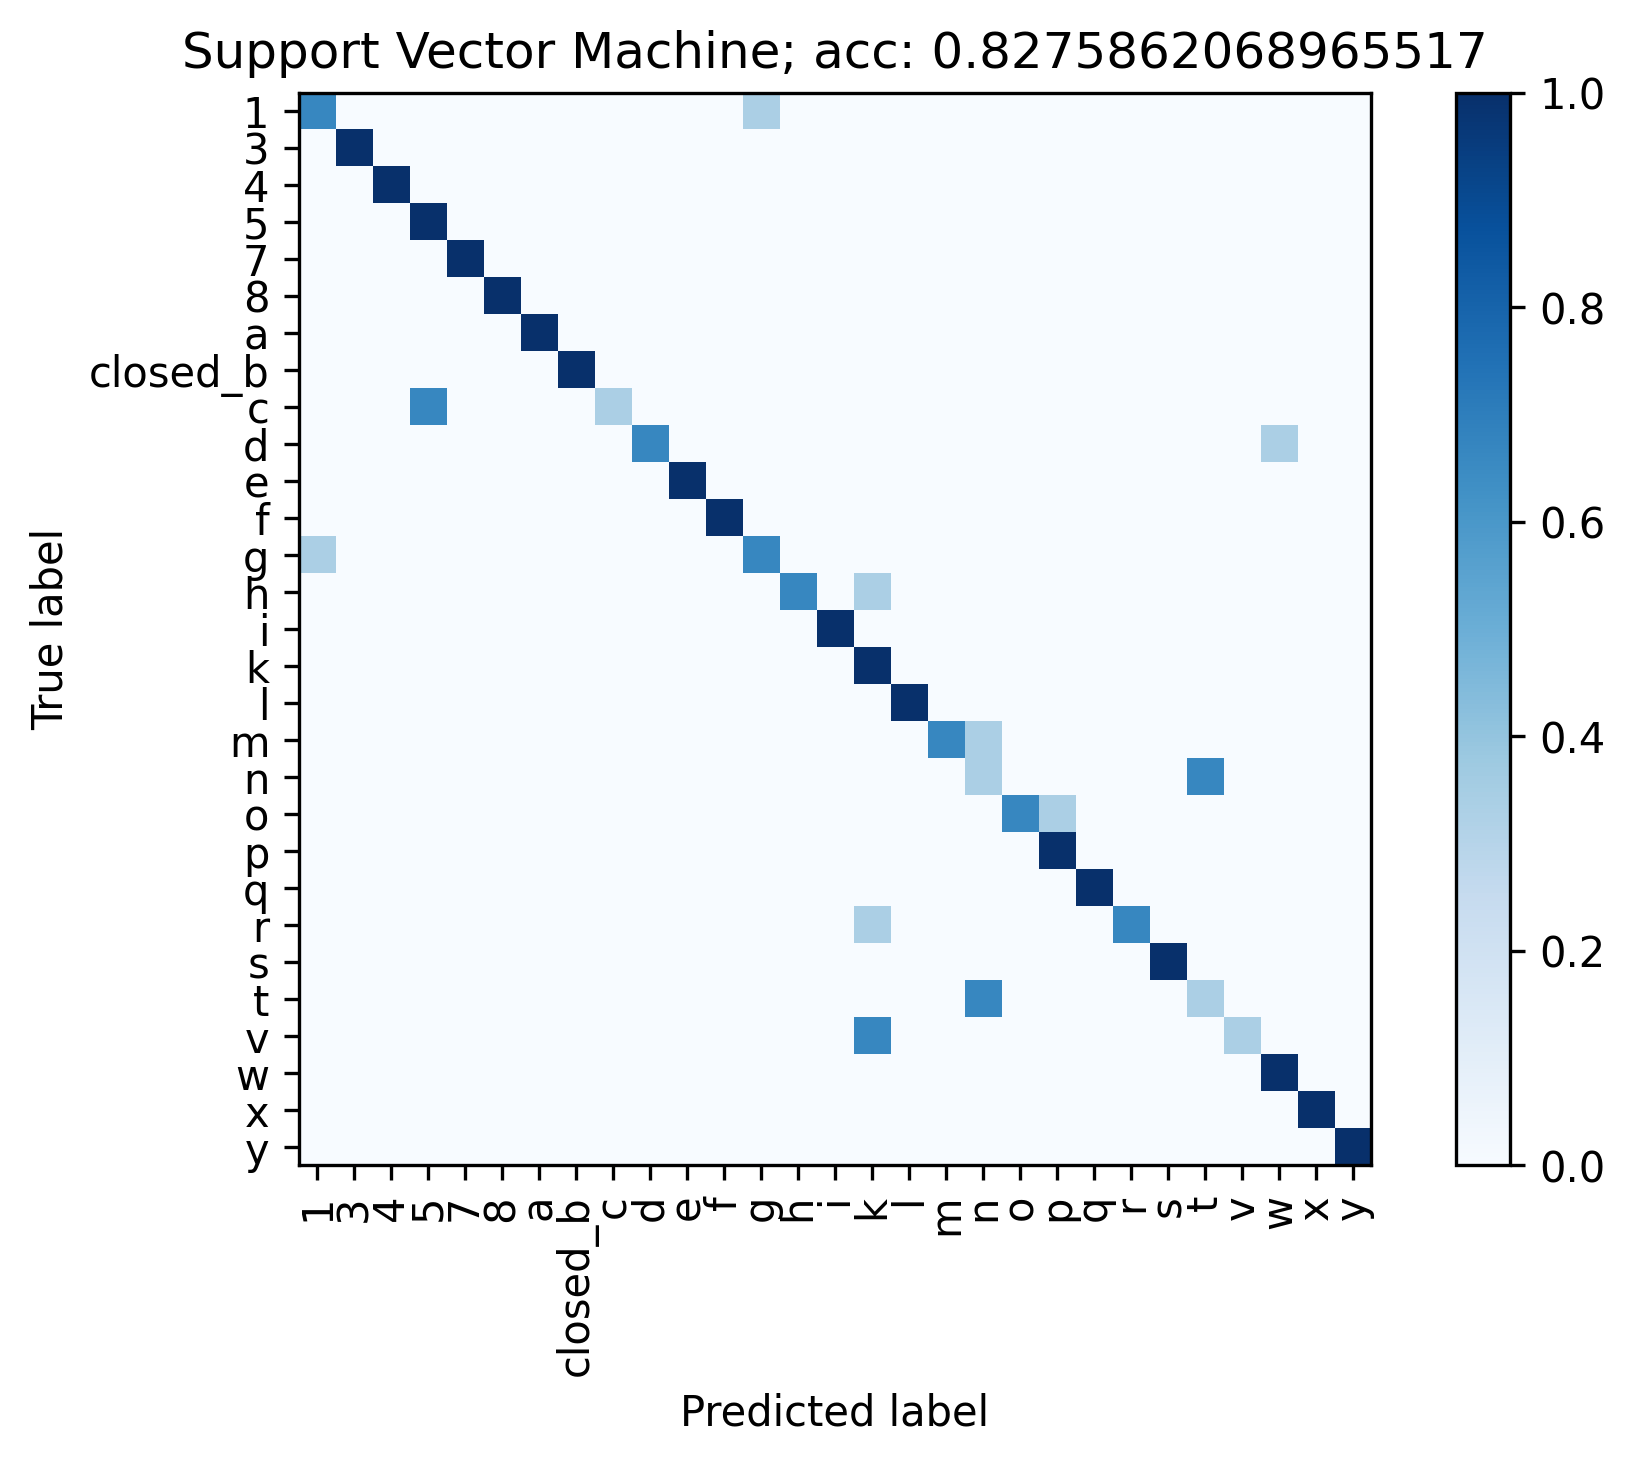 Support Vector Machine; acc: 0.8275862068965517
True label
1
3
4
5
7
8
a
closed_b
c
d
e
f
g
h
i
k
l
m
n
o
p
q
r
s
t
v
w
x
y
1 3 4 5 7 8 a closed_b c d e f g h i k l m n o p q r s t v w x y
Predicted label
1.0
0.8
0.6
0.4
0.2
0.0